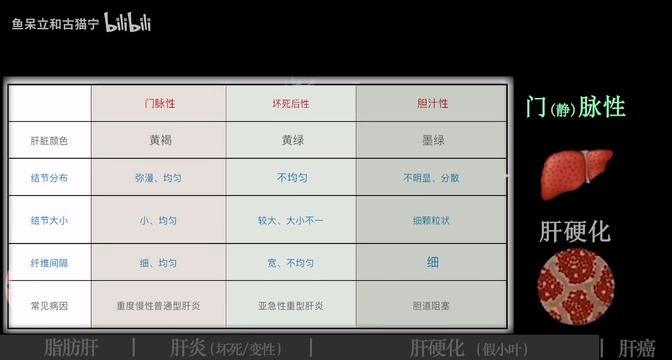 鱼呆立和古猫宁 bilibili
门脉性 坏死后性 胆汁性
肝脏颜色 黄褐 黄绿 墨绿
结节分布 弥漫、均匀 不均匀 不明显、分散
结节大小 小、均匀 较大、大小不一 细颗粒状
纤维间隔 细、均匀 宽、不均匀 细
常见病因 重度慢性普通型肝炎 亚急性重型肝炎 胆道阻塞
门(静)脉性
肝硬化
脂肪肝 | 肝炎(坏死/变性) | 肝硬化 (假小叶) | 肝癌